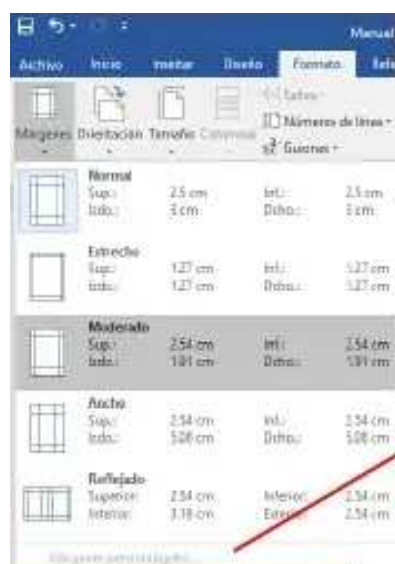 Manual
Archivo Inicio Insertar Diseño Formato Refe
Saltos
Márgenes Orientación Tamaño Columnas Números de línea
Guiones
Normal
Sup.: 2.5 cm Inf.: 2.5 cm
Izdo.: 3 cm Dcho.: 3 cm
Estrecho
Sup.: 1.27 cm Inf.: 1.27 cm
Izdo.: 1.27 cm Dcho.: 1.27 cm
Moderado
Sup.: 2.54 cm Inf.: 2.54 cm
Izdo.: 1.91 cm Dcho.: 1.91 cm
Ancho
Sup.: 2.54 cm Inf.: 2.54 cm
Izdo.: 5.08 cm Dcho.: 5.08 cm
Reflejado
Superior: 2.54 cm Inferior: 2.54 cm
Interior: 3.18 cm Exterior: 2.54 cm